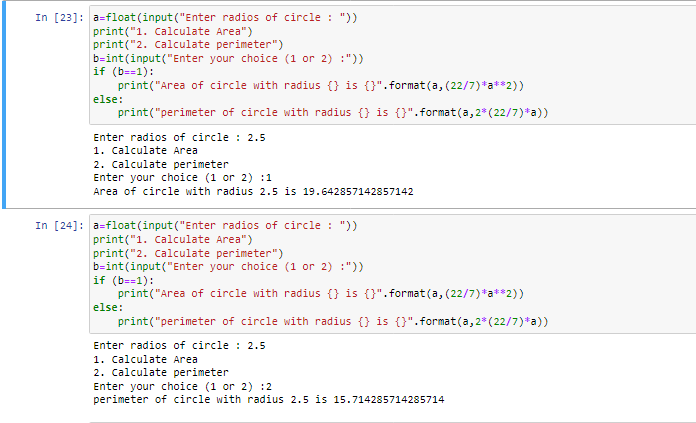 In [23]: a=float(input("Enter radios of circle : "))
print("1. Calculate Area")
print("2. Calculate perimeter")
b=int(input("Enter your choice (1 or 2) :"))
if (b==1):
    print("Area of circle with radius {} is {}".format(a,(22/7)*a**2))
else:
    print("perimeter of circle with radius {} is {}".format(a,2*(22/7)*a))
Enter radios of circle : 2.5
1. Calculate Area
2. Calculate perimeter
Enter your choice (1 or 2) :1
Area of circle with radius 2.5 is 19.642857142857142
In [24]: a=float(input("Enter radios of circle : "))
print("1. Calculate Area")
print("2. Calculate perimeter")
b=int(input("Enter your choice (1 or 2) :"))
if (b==1):
    print("Area of circle with radius {} is {}".format(a,(22/7)*a**2))
else:
    print("perimeter of circle with radius {} is {}".format(a,2*(22/7)*a))
Enter radios of circle : 2.5
1. Calculate Area
2. Calculate perimeter
Enter your choice (1 or 2) :2
perimeter of circle with radius 2.5 is 15.714285714285714